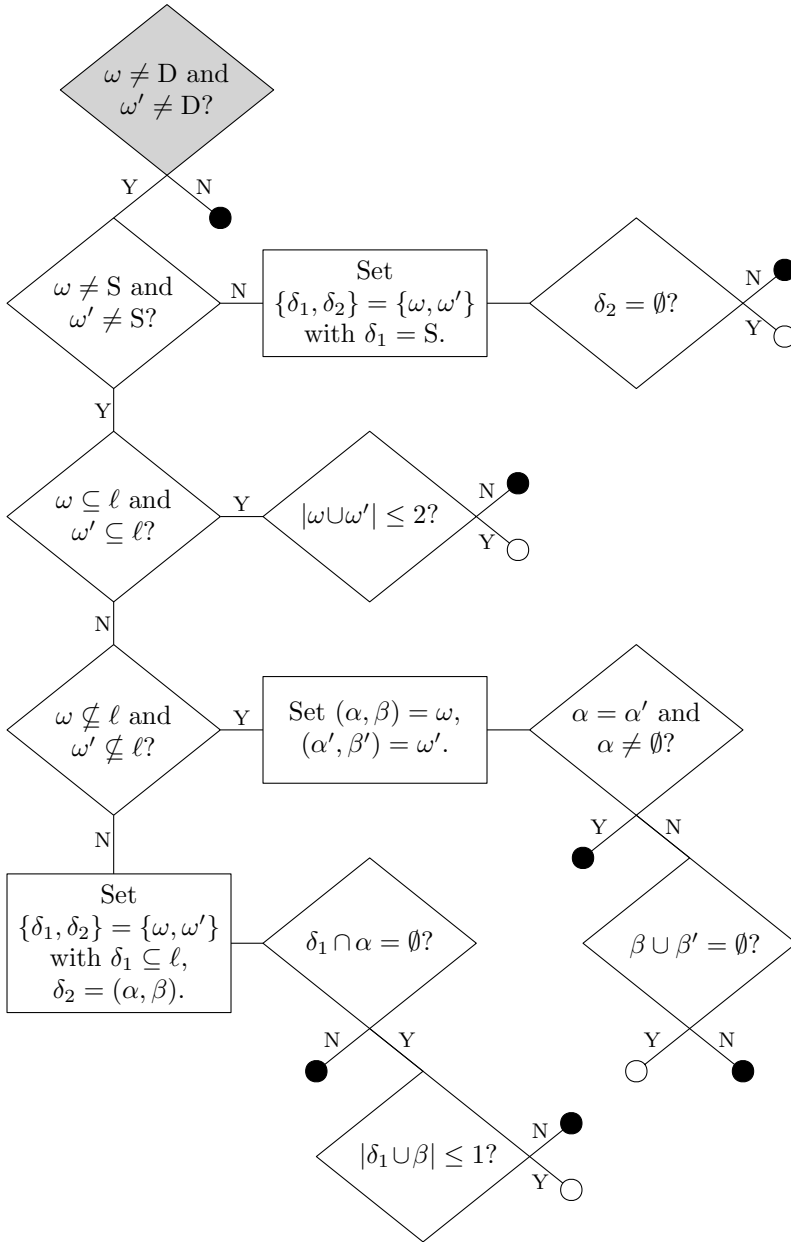 ω ≠ D and
ω′ ≠ D?
Y
N
ω ≠ S and
ω′ ≠ S?
N
Set
{δ₁, δ₂} = {ω, ω′}
with δ₁ = S.
δ₂ = ∅?
N
Y
Y
ω ⊆ ℓ and
ω′ ⊆ ℓ?
Y
|ω∪ω′| ≤ 2?
N
Y
N
ω ⊈ ℓ and
ω′ ⊈ ℓ?
Y
Set (α, β) = ω,
(α′, β′) = ω′.
α = α′ and
α ≠ ∅?
Y
N
β ∪ β′ = ∅?
Y
N
N
Set
{δ₁, δ₂} = {ω, ω′}
with δ₁ ⊆ ℓ,
δ₂ = (α, β).
δ₁ ∩ α = ∅?
N
Y
|δ₁ ∪ β| ≤ 1?
N
Y